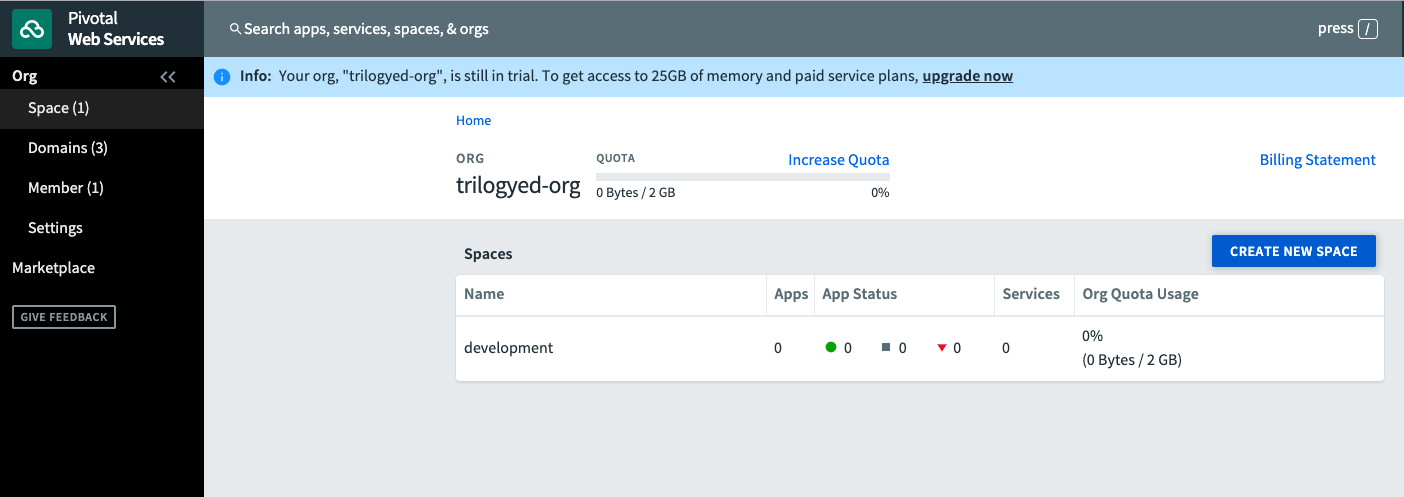 Pivotal
Web Services
Search apps, services, spaces, & orgs
press /
Org
Space (1)
Domains (3)
Member (1)
Settings
Marketplace
GIVE FEEDBACK
Info: Your org, "trilogyed-org", is still in trial. To get access to 25GB of memory and paid service plans, upgrade now
Home
ORG
trilogyed-org
QUOTA
Increase Quota
0 Bytes / 2 GB
0%
Billing Statement
Spaces
CREATE NEW SPACE
Name Apps App Status Services Org Quota Usage
development 0 0 0 0 0 0%
(0 Bytes / 2 GB)